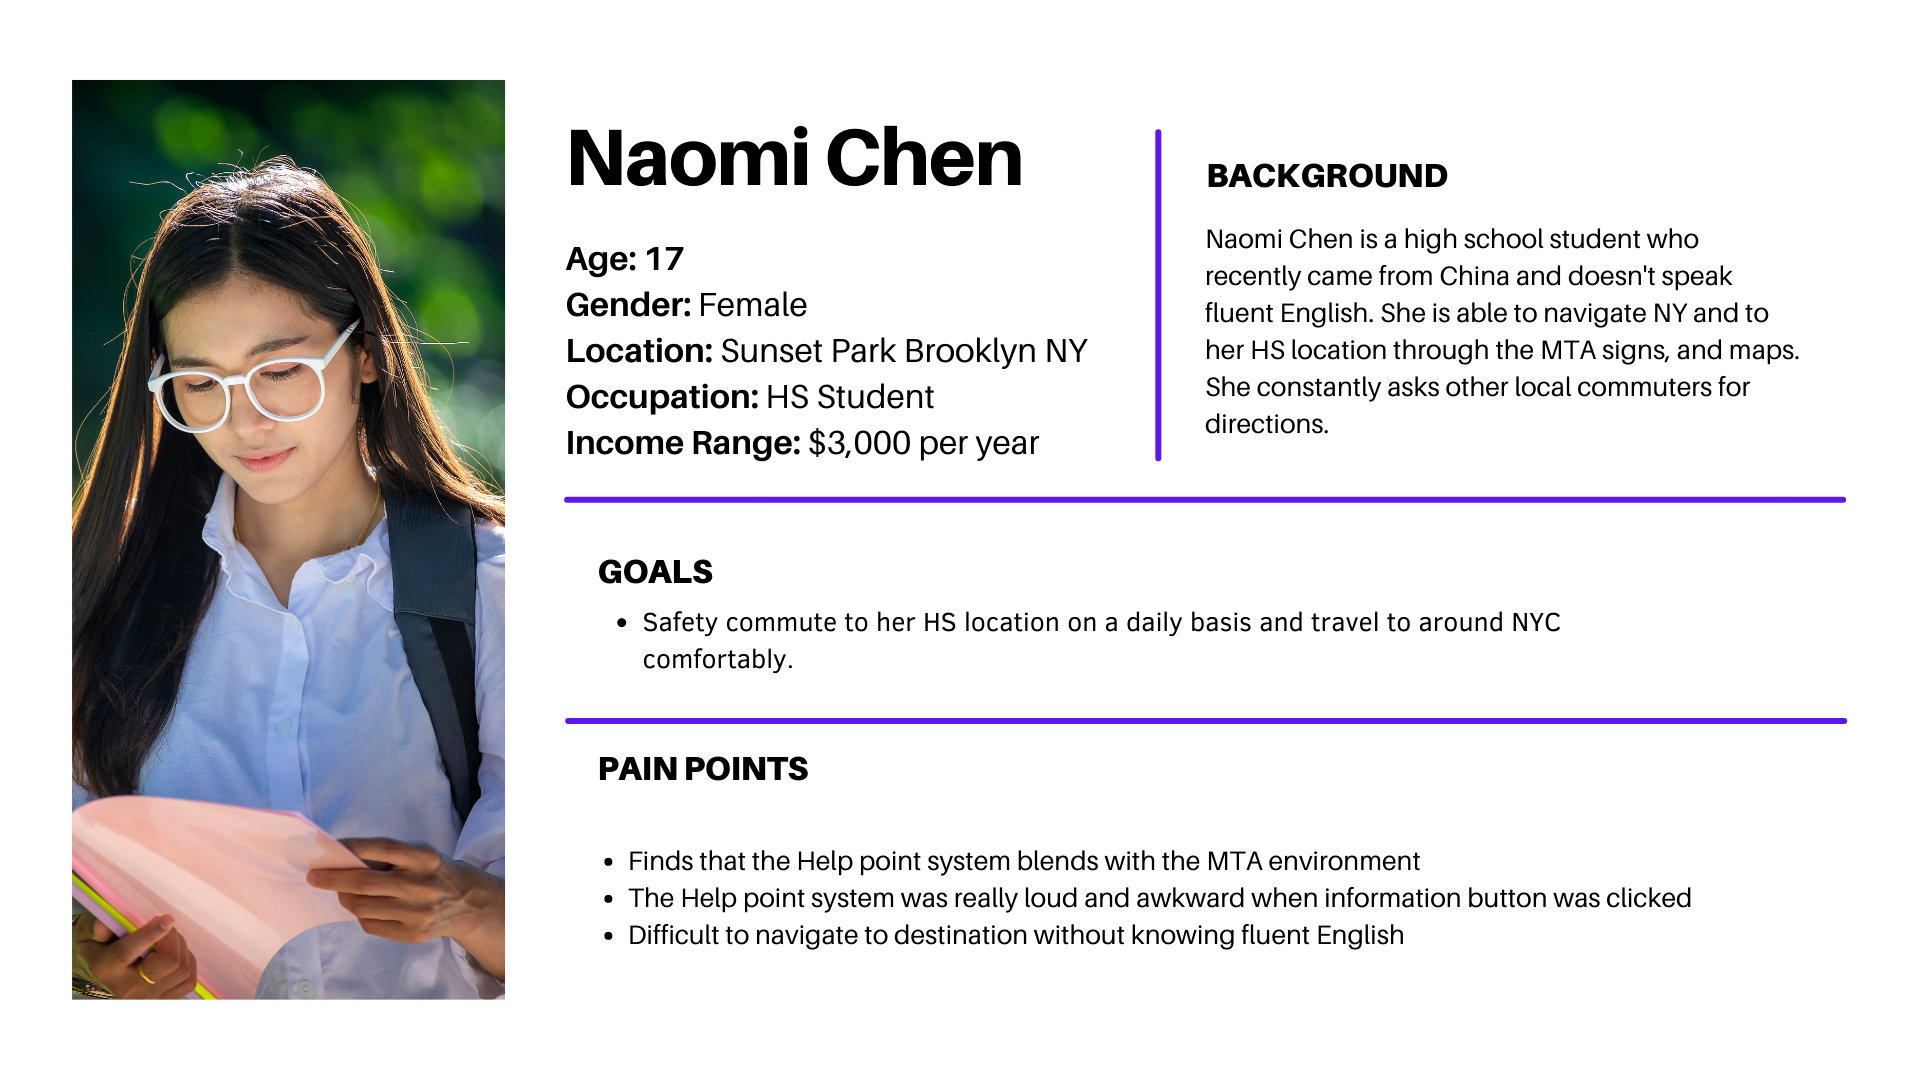 Naomi Chen
Age: 17
Gender: Female
Location: Sunset Park Brooklyn NY
Occupation: HS Student
Income Range: $3,000 per year
BACKGROUND
Naomi Chen is a high school student who
recently came from China and doesn't speak
fluent English. She is able to navigate NY and to
her HS location through the MTA signs, and maps.
She constantly asks other local commuters for
directions.
GOALS
• Safety commute to her HS location on a daily basis and travel to around NYC
comfortably.
PAIN POINTS
• Finds that the Help point system blends with the MTA environment
• The Help point system was really loud and awkward when information button was clicked
• Difficult to navigate to destination without knowing fluent English